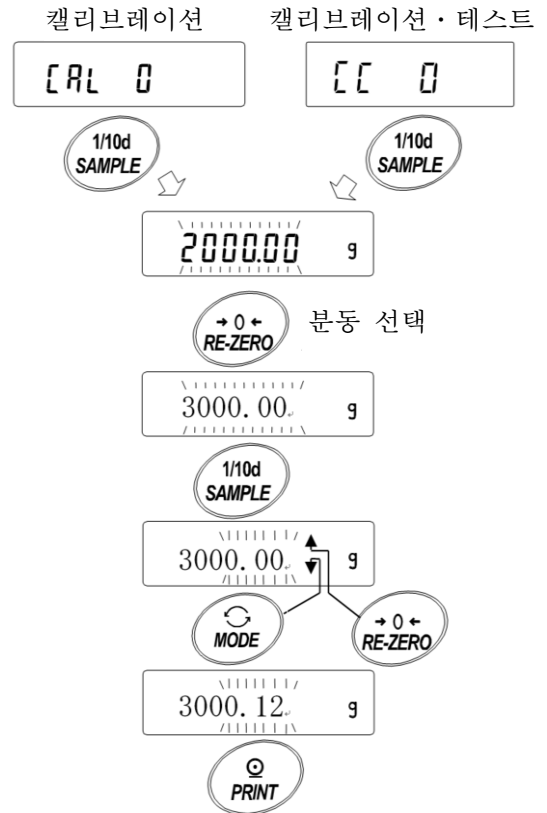 캘리브레이션 캘리브레이션・테스트
CAL 0 CC 0
1/10d 1/10d
SAMPLE SAMPLE
2000.00 g
→ 0 ←
RE-ZERO
분동 선택
3000.00 g
1/10d
SAMPLE
3000.00 g
MODE
→ 0 ←
RE-ZERO
3000.12 g
PRINT